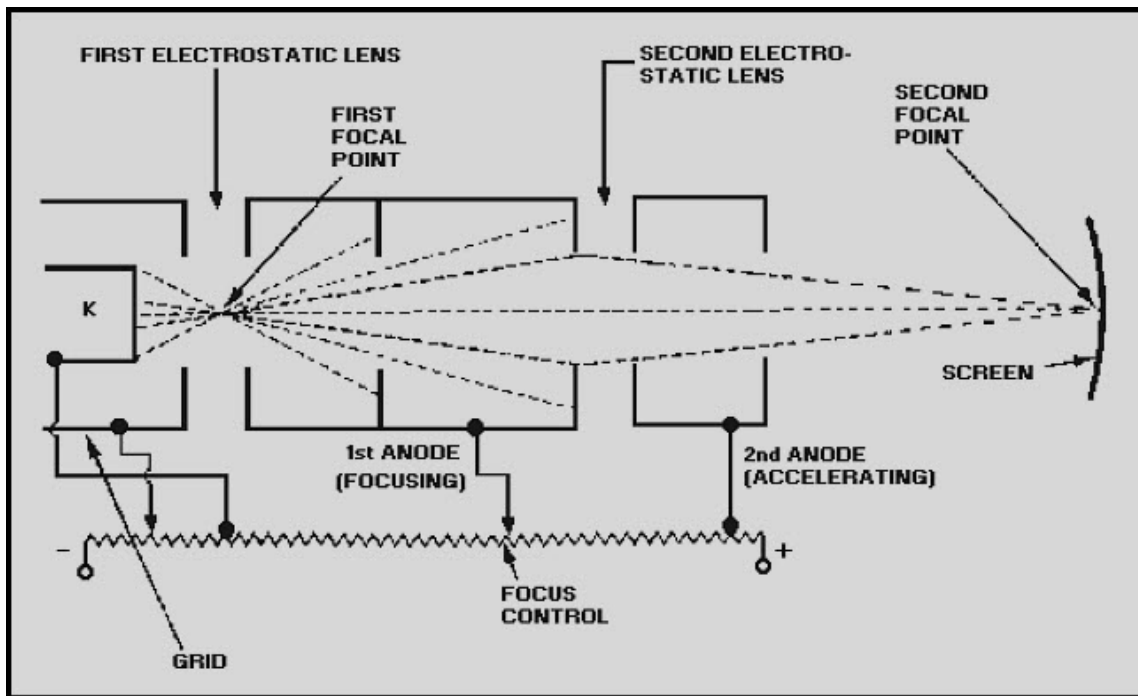 FIRST ELECTROSTATIC LENS
SECOND ELECTRO-
STATIC LENS
FIRST
FOCAL
POINT
SECOND
FOCAL
POINT
K
SCREEN
1st ANODE
(FOCUSING)
2nd ANODE
(ACCELERATING)
-
+
FOCUS
CONTROL
GRID